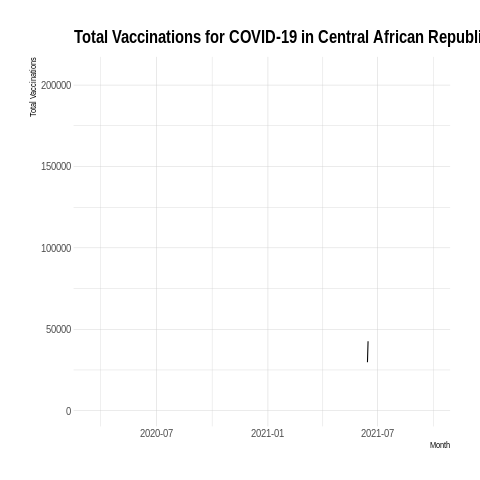 Total Vaccinations for COVID-19 in Central African Republi
Total Vaccinations
200000
150000
100000
50000
0
2020-07 2021-01 2021-07
Month